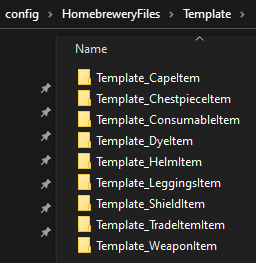 config > HomebreweryFiles > Template >
Name
Template_CapeItem
Template_ChestpieceItem
Template_ConsumableItem
Template_DyeItem
Template_HelmItem
Template_LeggingsItem
Template_ShieldItem
Template_TradeItemItem
Template_WeaponItem